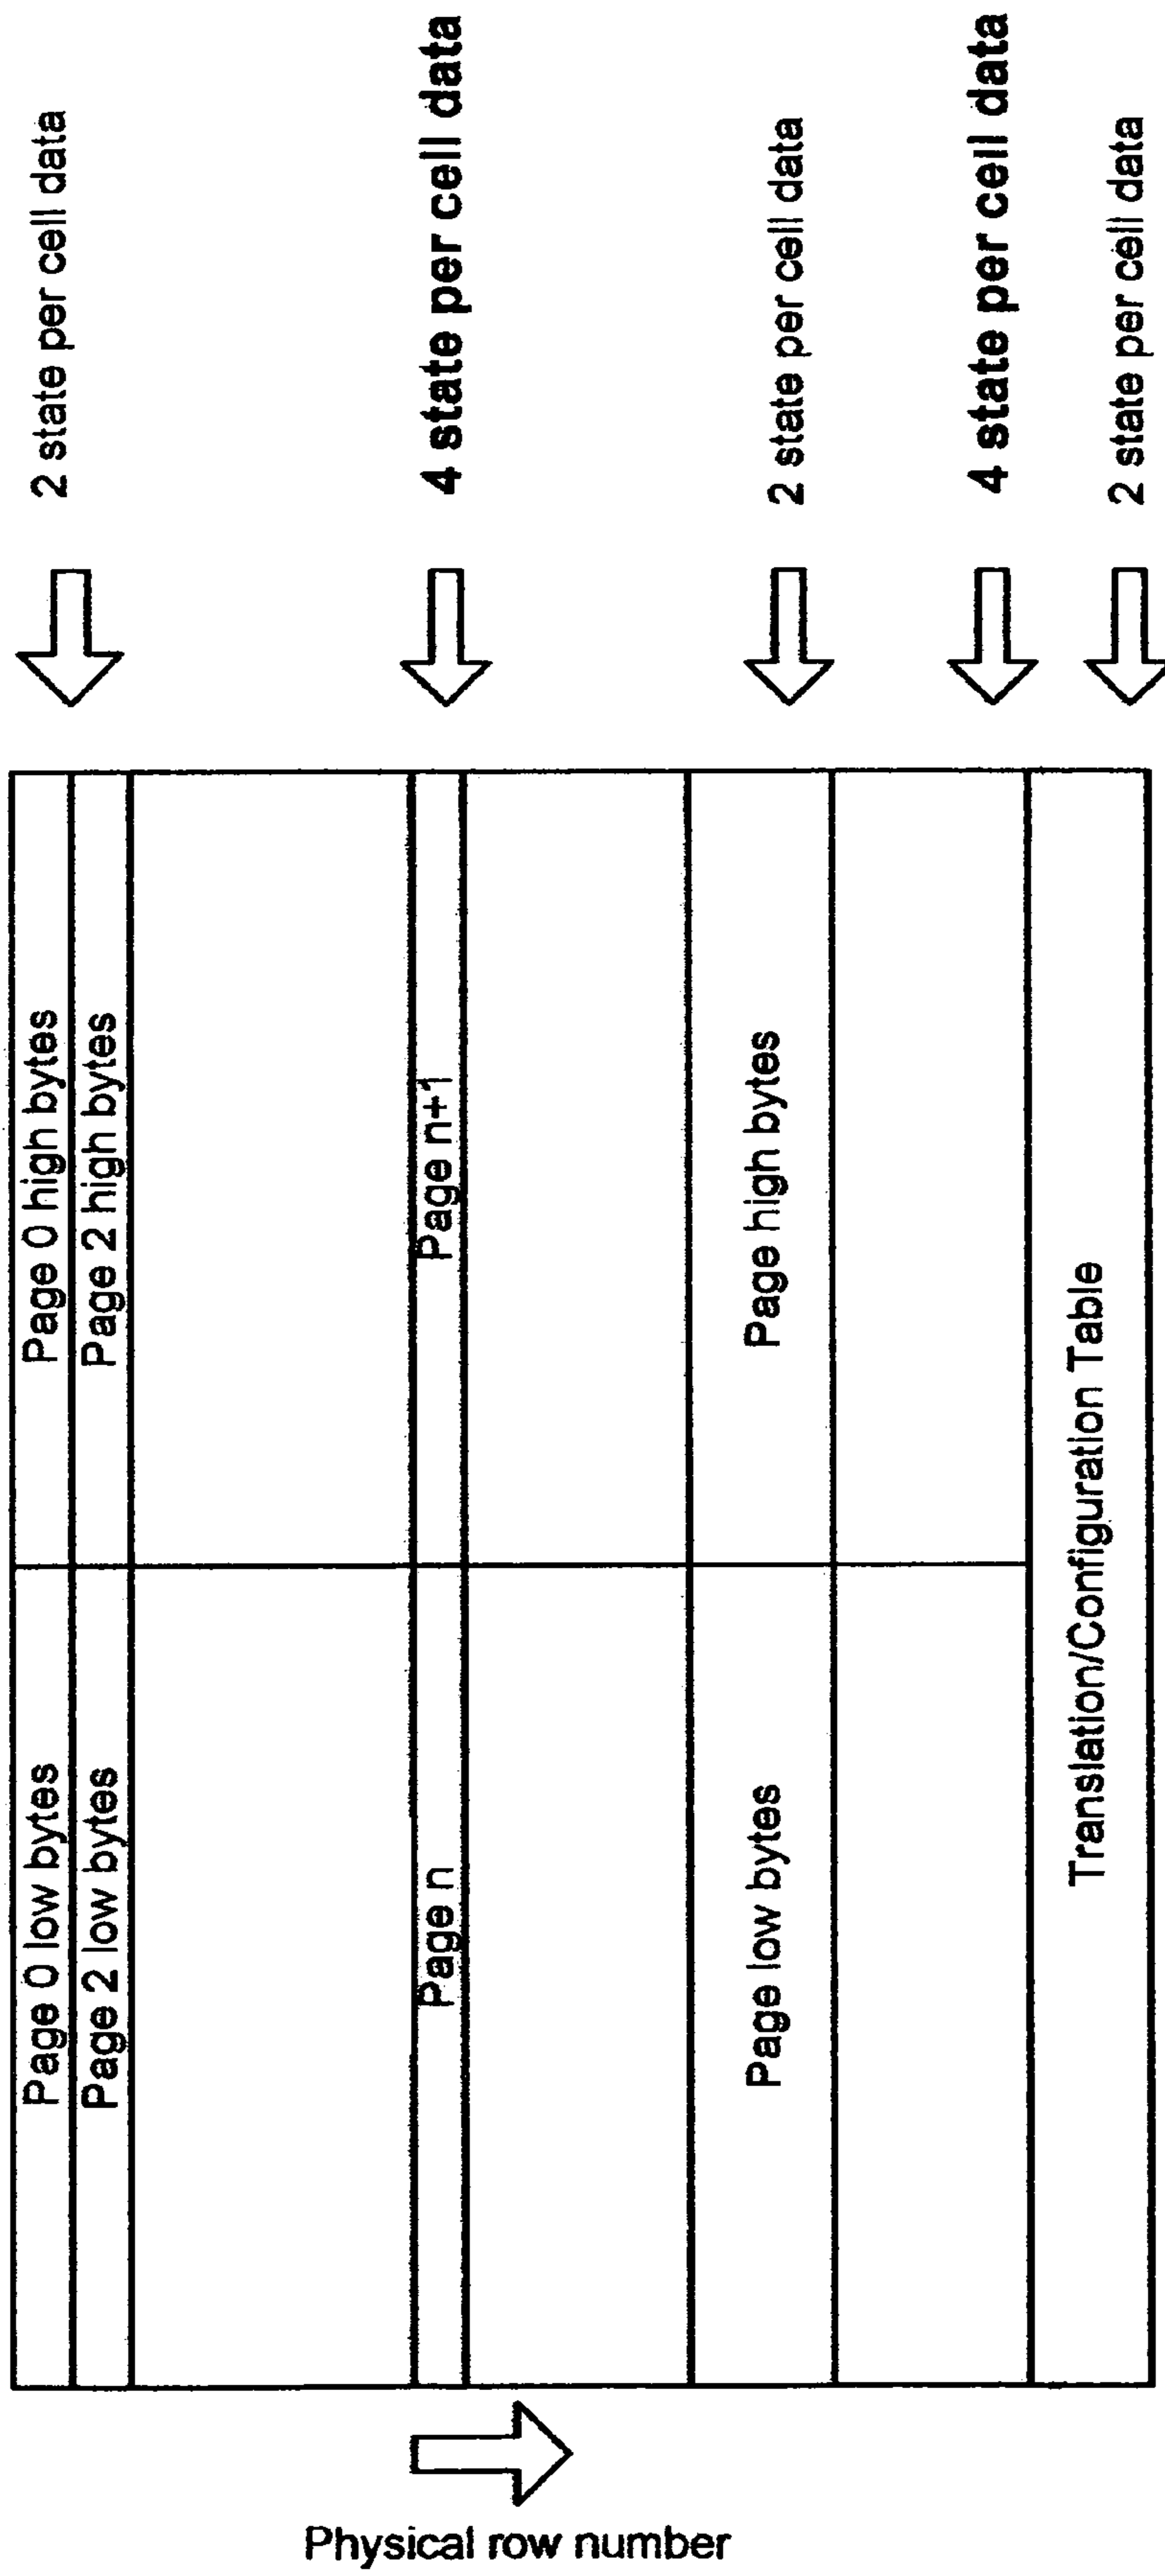 Page 0 low bytes
Page 0 high bytes
2 state per cell data
Page 2 low bytes
Page 2 high bytes
Page n
Page n+1
4 state per cell data
Page low bytes
Page high bytes
2 state per cell data
4 state per cell data
Translation/Configuration Table
2 state per cell data
Physical row number